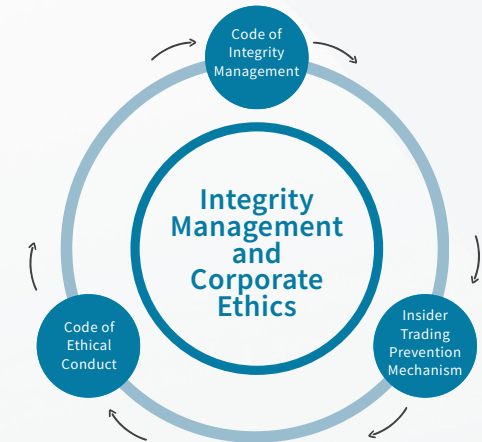 Code of
Integrity
Management
Integrity
Management
and
Corporate
Ethics
Code of
Ethical
Conduct
Insider
Trading
Prevention
Mechanism